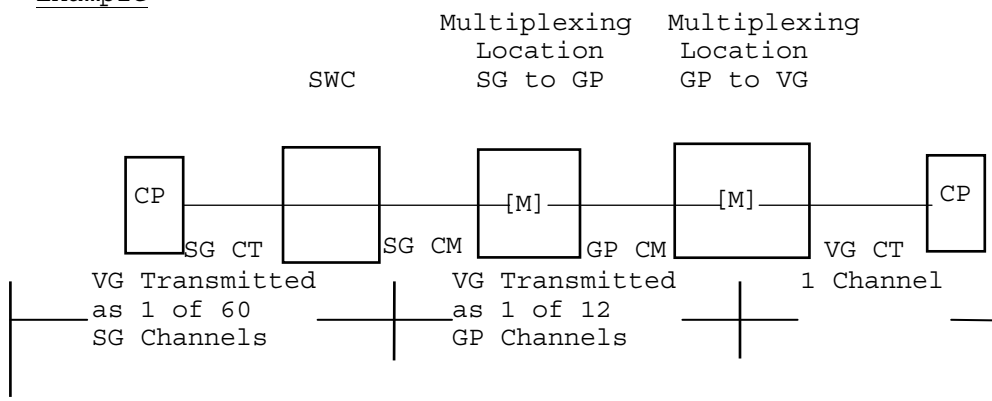 Example
Multiplexing Multiplexing
Location Location
SWC SG to GP GP to VG
CP [M] [M] CP
SG CT SG CM GP CM VG CT
VG Transmitted VG Transmitted 1 Channel
as 1 of 60 as 1 of 12
SG Channels GP Channels